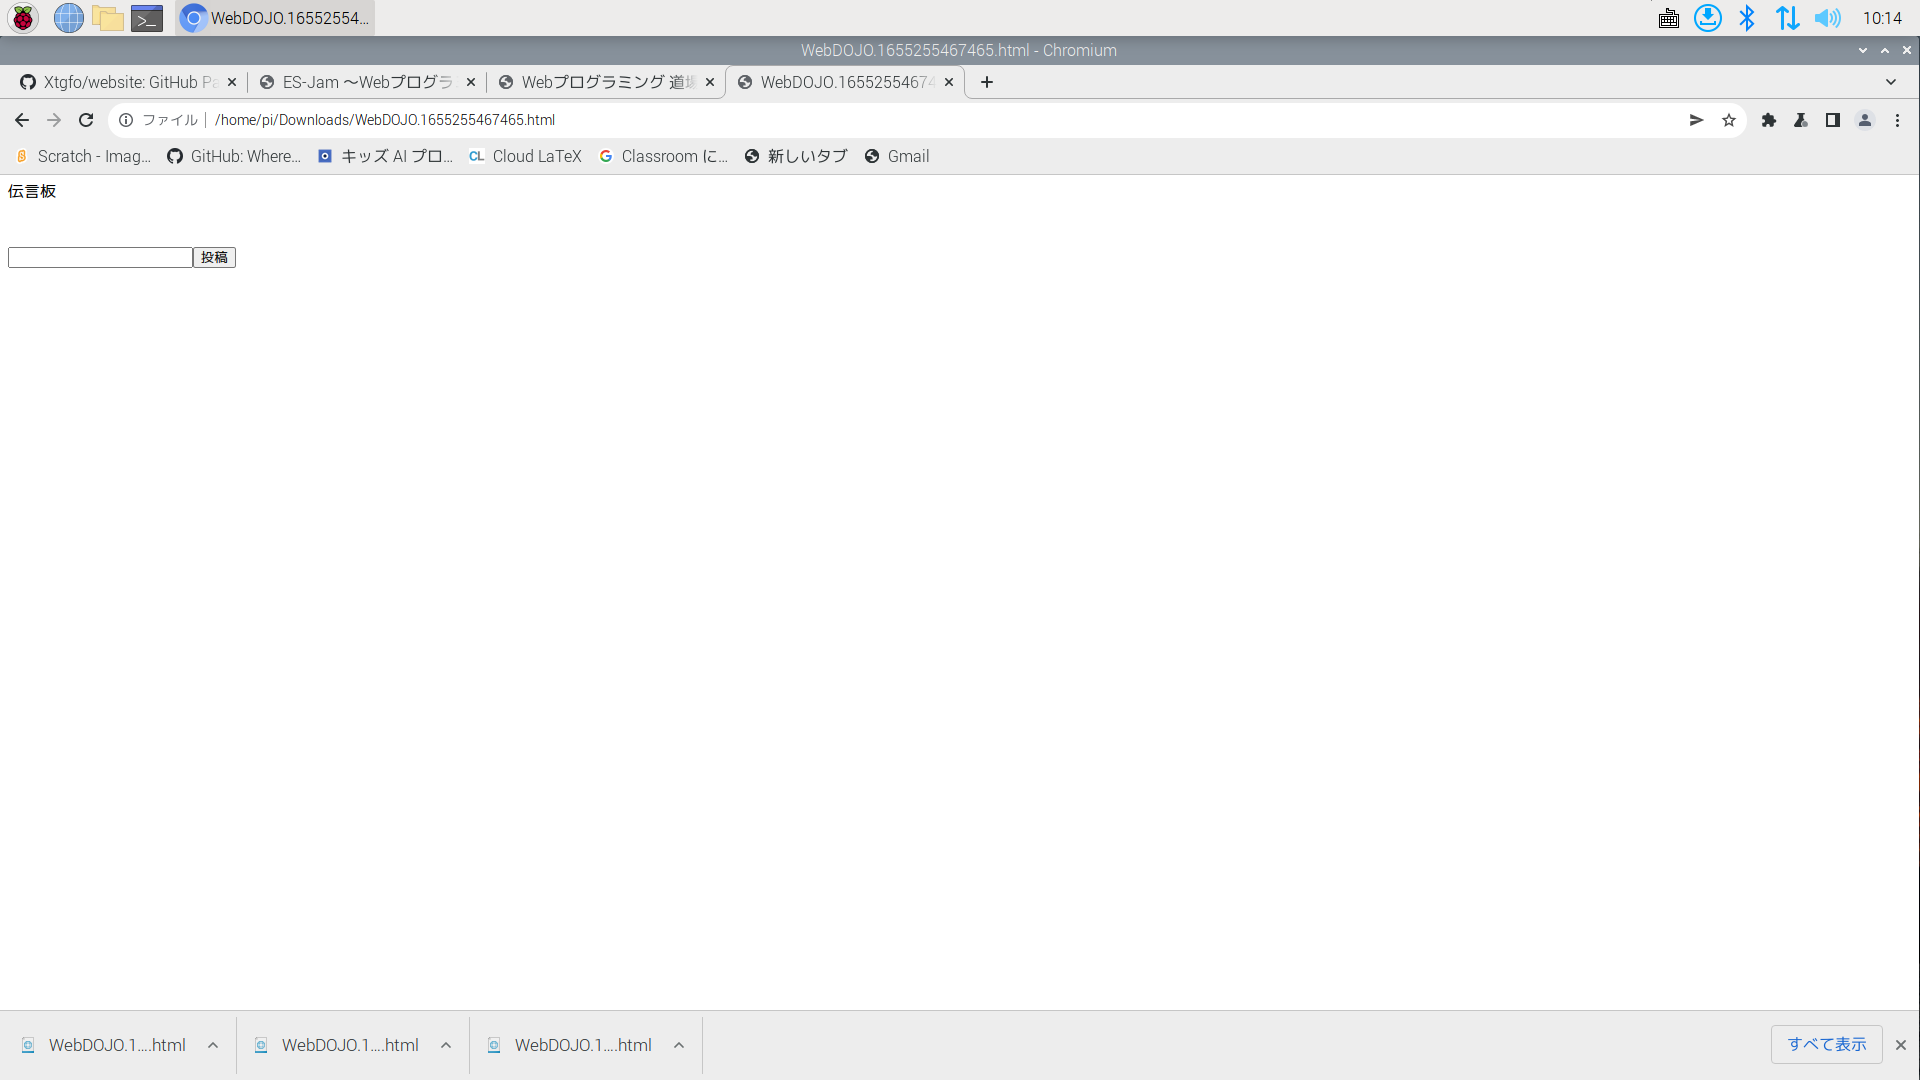 WebDOJO.16552554...
10:14
WebDOJO.1655255467465.html - Chromium
Xtgfo/website: GitHub Pa
ES-Jam 〜Webプログラ
Webプログラミング 道場
WebDOJO.16552554674
ファイル
/home/pi/Downloads/WebDOJO.1655255467465.html
Scratch - Imag...
GitHub: Where...
キッズ AI プロ...
CL Cloud LaTeX
Classroom に...
新しいタブ
Gmail
伝言板
投稿
WebDOJO.1....html
WebDOJO.1....html
WebDOJO.1....html
すべて表示